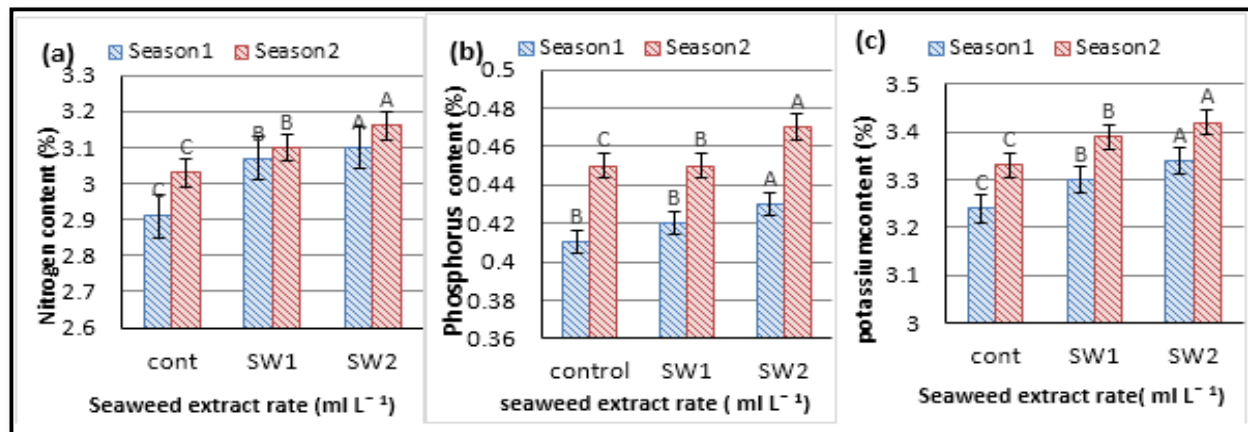 (a)
Season1 Season2
Nitrogen content (%)
3.3
3.2
3.1
3
2.9
2.8
2.7
2.6
C C B B A A
cont SW1 SW2
Seaweed extract rate (ml L⁻ ¹)
(b)
Season1 Season2
Phosphorus content (%)
0.5
0.48
0.46
0.44
0.42
0.4
0.38
0.36
B C B B A A
control SW1 SW2
seaweed extract rate ( ml L⁻ ¹)
(c)
Season1 Season2
potassiumcontent (%)
3.5
3.4
3.3
3.2
3.1
3
C C B B A A
cont SW1 SW2
Seaweed extract rate( ml L⁻ ¹)